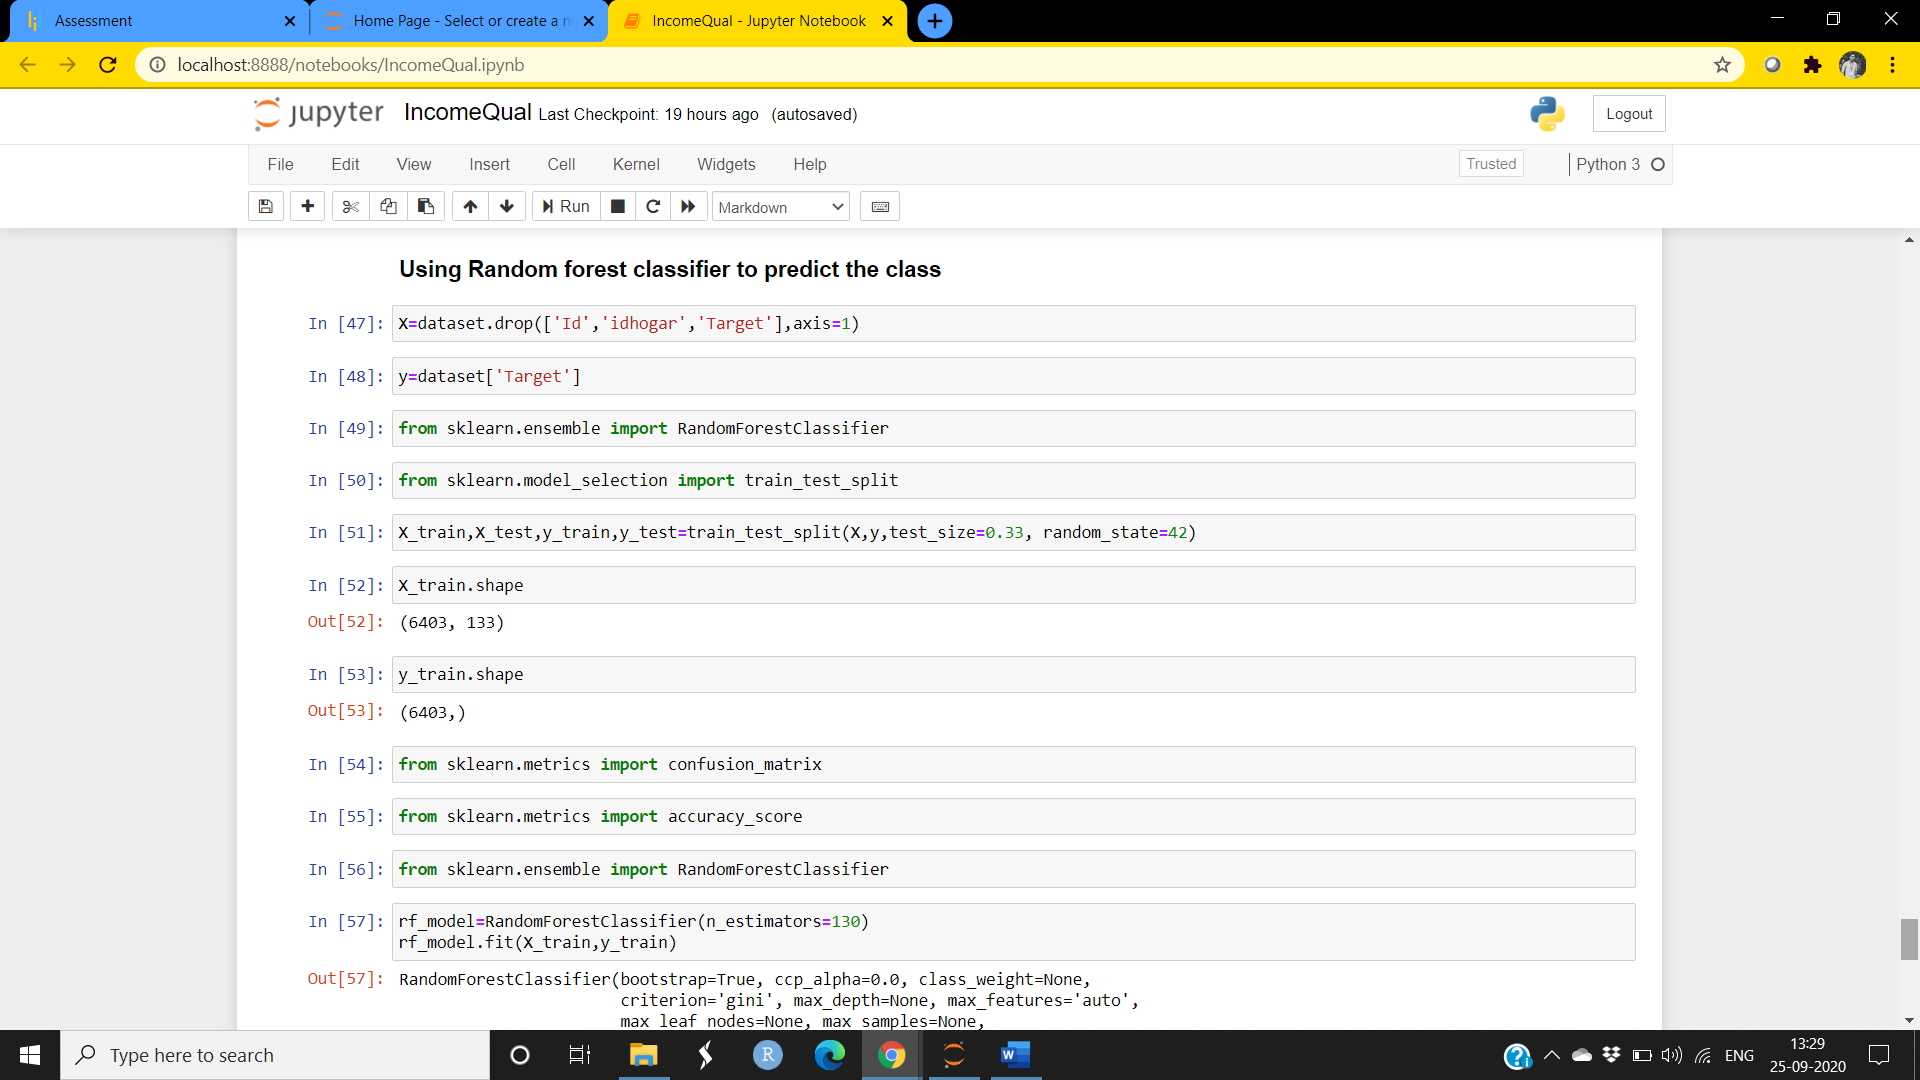 Assessment
Home Page - Select or create a n
IncomeQual - Jupyter Notebook
localhost:8888/notebooks/IncomeQual.ipynb
jupyter IncomeQual Last Checkpoint: 19 hours ago (autosaved)
Logout
File Edit View Insert Cell Kernel Widgets Help
Trusted
Python 3
Run
Markdown
Using Random forest classifier to predict the class
In [47]: X=dataset.drop(['Id','idhogar','Target'],axis=1)
In [48]: y=dataset['Target']
In [49]: from sklearn.ensemble import RandomForestClassifier
In [50]: from sklearn.model_selection import train_test_split
In [51]: X_train,X_test,y_train,y_test=train_test_split(X,y,test_size=0.33, random_state=42)
In [52]: X_train.shape
Out[52]: (6403, 133)
In [53]: y_train.shape
Out[53]: (6403,)
In [54]: from sklearn.metrics import confusion_matrix
In [55]: from sklearn.metrics import accuracy_score
In [56]: from sklearn.ensemble import RandomForestClassifier
In [57]: rf_model=RandomForestClassifier(n_estimators=130)
rf_model.fit(X_train,y_train)
Out[57]: RandomForestClassifier(bootstrap=True, ccp_alpha=0.0, class_weight=None,
criterion='gini', max_depth=None, max_features='auto',
max_leaf_nodes=None, max_samples=None,
Type here to search
R
W
ENG
13:29
25-09-2020